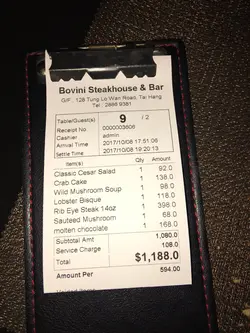 Bovini Steakhouse & Bar
G/F , 128 Tung Lo Wan Road, Tai Hang
Tel : 2866 9381
Table/Guest(s) 9 / 2
Receipt No 0000003606
Cashier admin
Arrival Time 2017/10/08 17:51:06
Settle Time 2017/10/08 19:20:13
Item(s) Qty Amount
Classic Cesar Salad 1 92.0
Crab Cake 1 138.0
Wild Mushroom Soup 1 98.0
Lobster Bisque 1 118.0
Rib Eye Steak 14oz 1 398.0
Sauteed Mushroom 1 68.0
molten chocolate 1 168.0
Subtotal Amt 1,080.0
Service Charge 108.0
Total $1,188.0
Amount Per 594.00